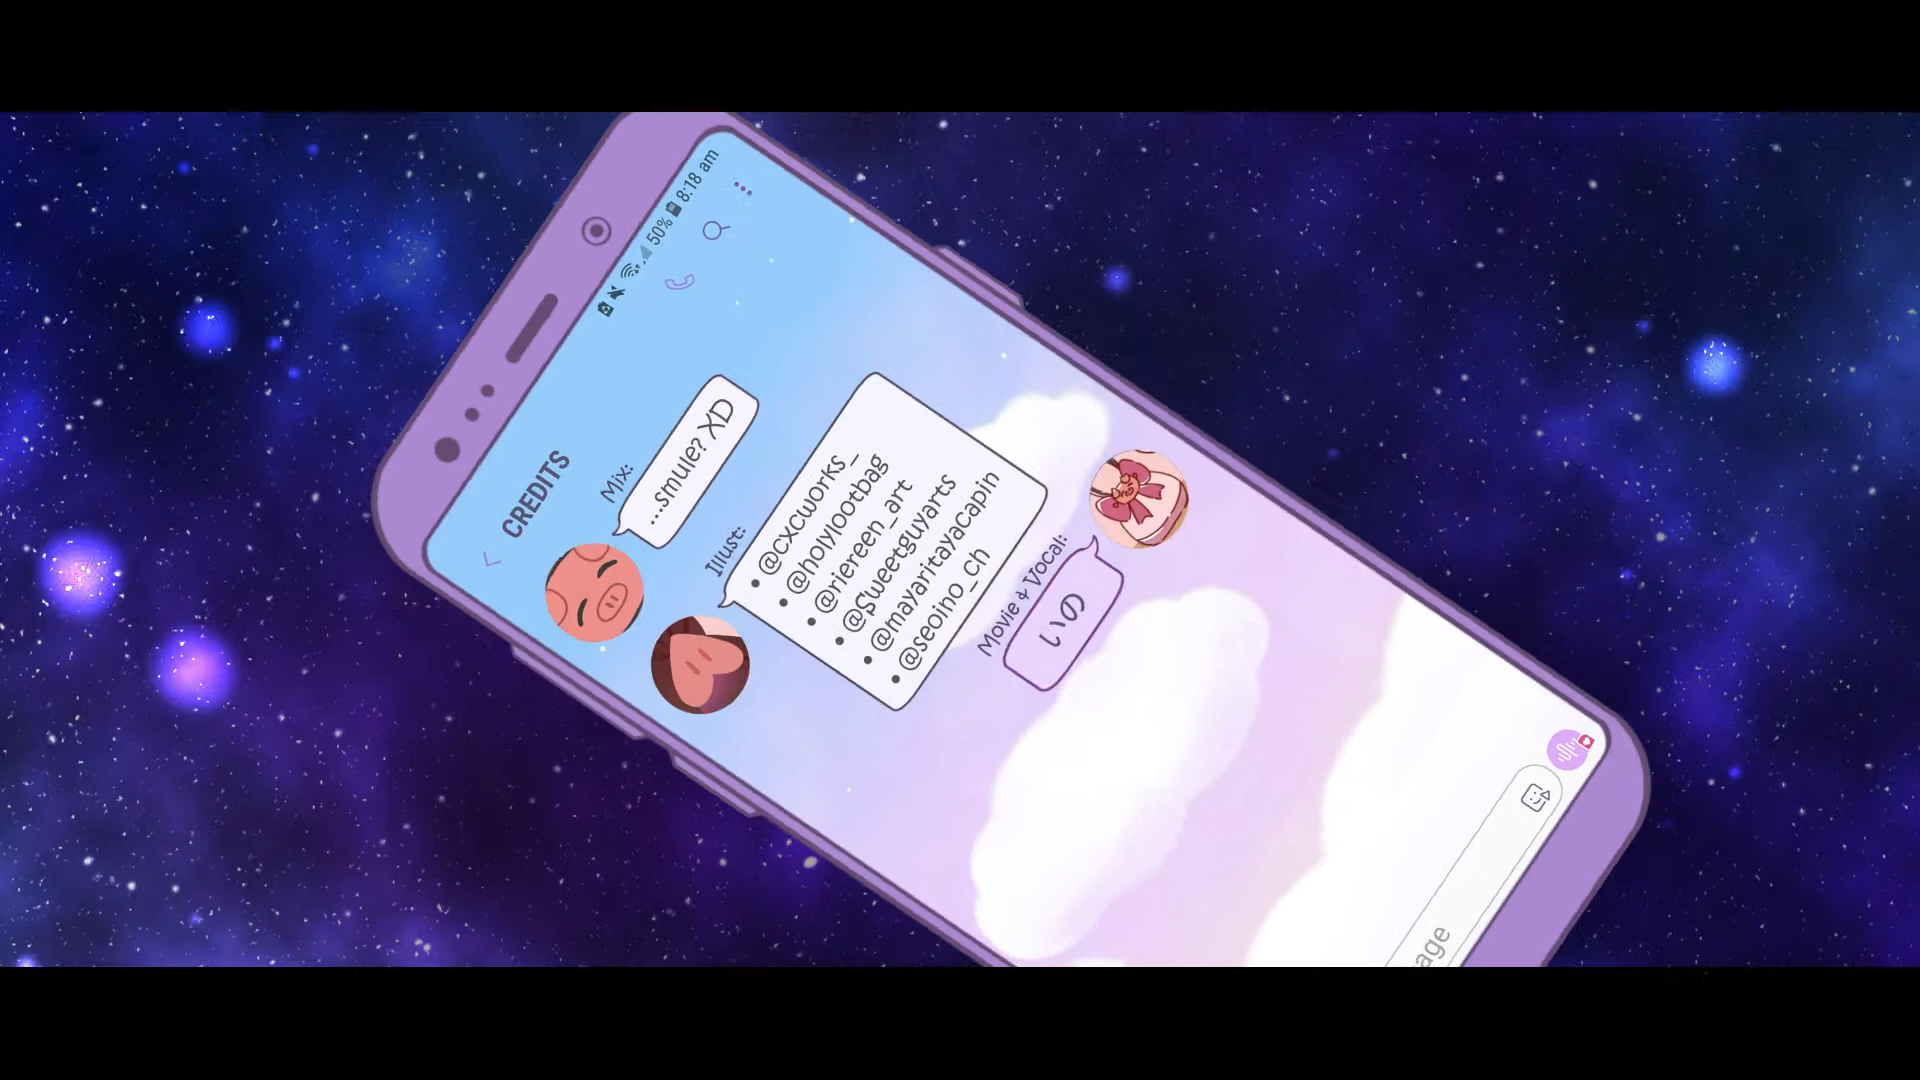 50% 8:18 am
CREDITS
Mix:
...smule? XD
Illust:
• @cxcworks_
• @holylootbag
• @riereen_art
• @Sweetguyarts
• @mayaritayacapin
• @seoino_ch
Movie & Vocal:
いの
age